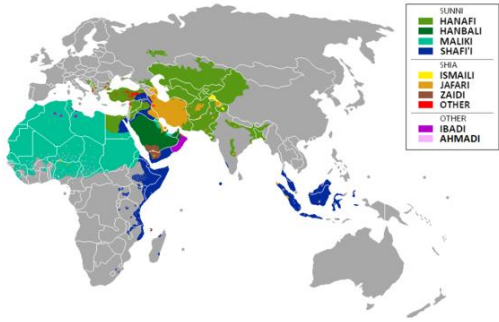 SUNNI
HANAFI
HANBALI
MALIKI
SHAFI'I
SHIA
ISMAILI
JAFARI
ZAIDI
OTHER
OTHER
IBADI
AHMADI